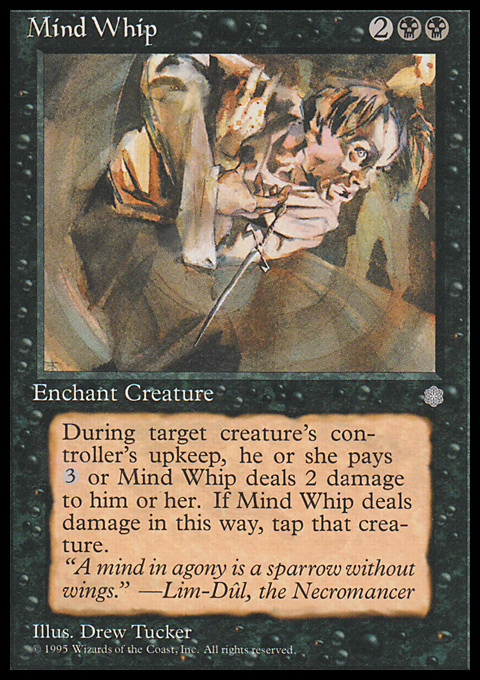 Mind Whip 2
Enchant Creature
During target creature's con-
troller's upkeep, he or she pays
3 or Mind Whip deals 2 damage
to him or her. If Mind Whip deals
damage in this way, tap that crea-
ture.
"A mind in agony is a sparrow without
wings." —Lim-Dûl, the Necromancer
Illus. Drew Tucker
© 1995 Wizards of the Coast, Inc. All rights reserved.